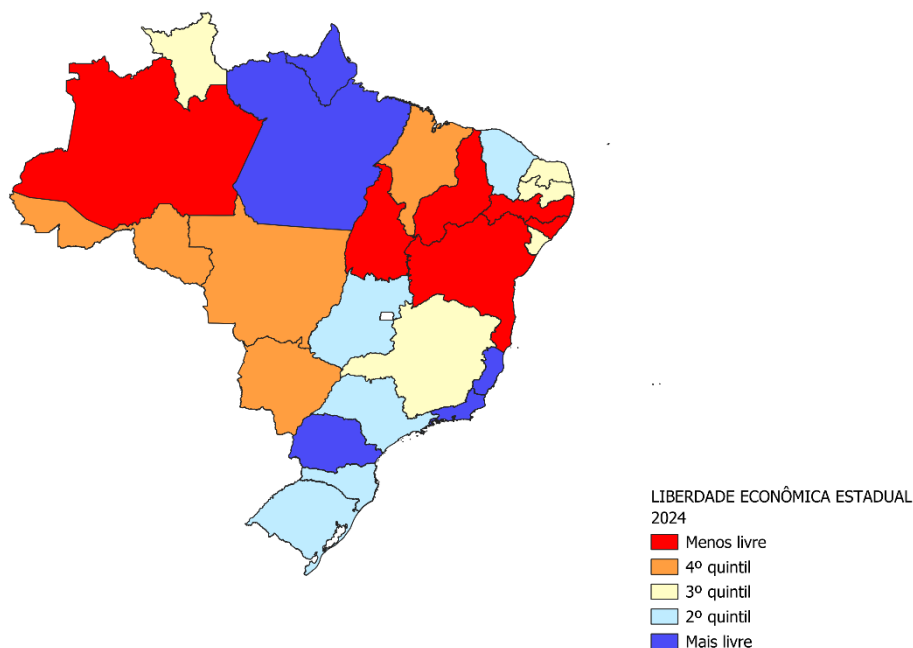 LIBERDADE ECONÔMICA ESTADUAL
2024
Menos livre
4º quintil
3º quintil
2º quintil
Mais livre